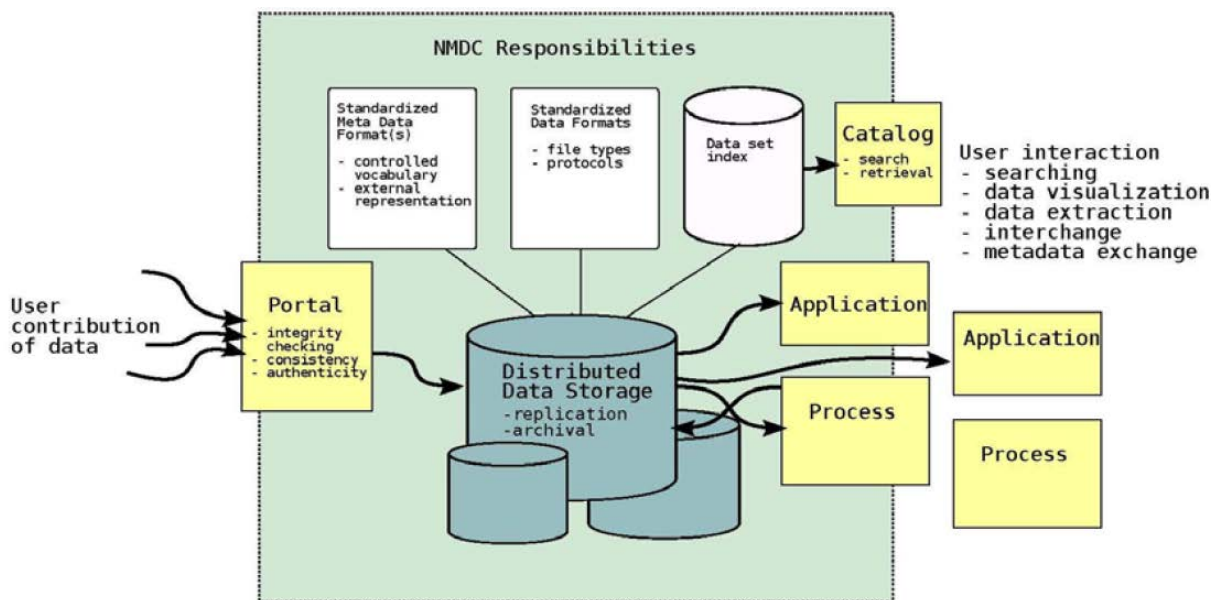 NMDC Responsibilities
Standardized
Meta Data
Format(s)
- controlled
vocabulary
- external
representation
Standardized
Data Formats
- file types
- protocols
Data set
index
Catalog
- search
- retrieval
User interaction
- searching
- data visualization
- data extraction
- interchange
- metadata exchange
User
contribution
of data
Portal
- integrity
checking
- consistency
- authenticity
Distributed
Data Storage
-replication
-archival
Application
Application
Process
Process